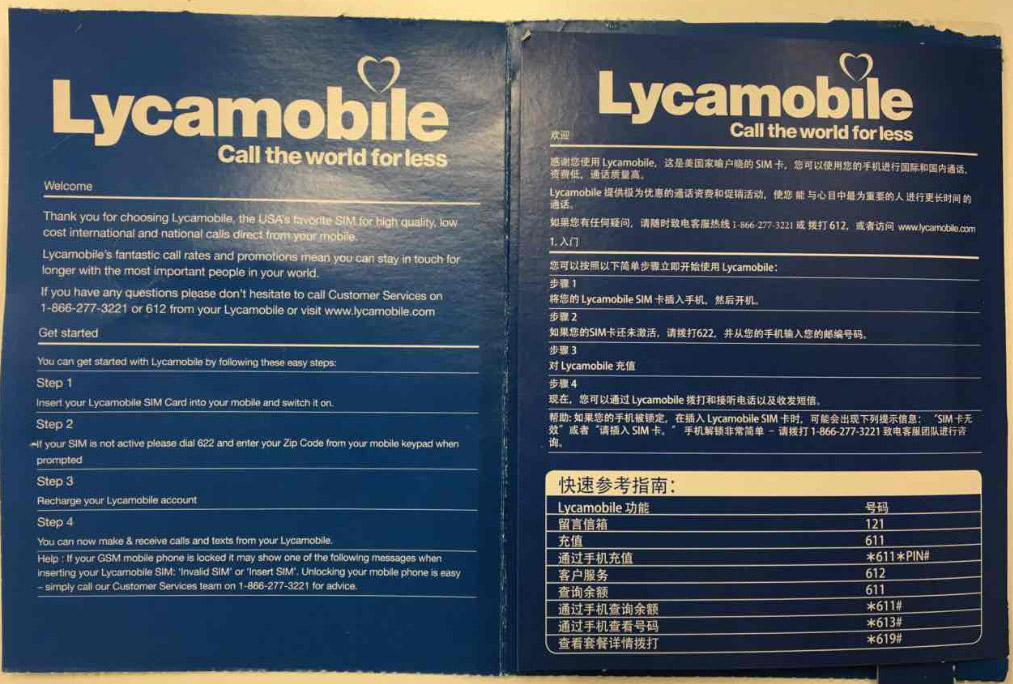 Lycamobile
Call the world for less
Welcome
Thank you for choosing Lycamobile, the USA's favorite SIM for high quality, low
cost international and national calls direct from your mobile.
Lycamobile's fantastic call rates and promotions mean you can stay in touch for
longer with the most important people in your world.
If you have any questions please don't hesitate to call Customer Services on
1-866-277-3221 or 612 from your Lycamobile or visit www.lycamobile.com
Get started
You can get started with Lycamobile by following these easy steps:
Step 1
Insert your Lycamobile SIM Card into your mobile and switch it on.
Step 2
If your SIM is not active please dial 622 and enter your Zip Code from your mobile keypad when
prompted
Step 3
Recharge your Lycamobile account
Step 4
You can now make & receive calls and texts from your Lycamobile.
Help : If your GSM mobile phone is locked it may show one of the following messages when
inserting your Lycamobile SIM: 'Invalid SIM' or 'Insert SIM'. Unlocking your mobile phone is easy
– simply call our Customer Services team on 1-866-277-3221 for advice.
Lycamobile
Call the world for less
欢迎
感谢您使用 Lycamobile，这是美国家喻户晓的 SIM 卡，您可以使用您的手机进行国际和国内通话，
资费低，通话质量高。
Lycamobile 提供极为优惠的通话资费和促销活动，使您 能 与心目中最为重要的人 进行更长时间 的
通话。
如果您有任何疑问，请随时致电客服热线 1-866-277-3221 或 拨打 612，或者访问 www.lycamobile.com
1. 入门
您可以按照以下简单步骤立即开始使用 Lycamobile：
步骤 1
将您的 Lycamobile SIM 卡插入手机，然后开机。
步骤 2
如果您的SIM卡还未激活，请拨打622，并从您的手机输入您的邮编号码。
步骤 3
对 Lycamobile 充值
步骤 4
现在，您可以通过 Lycamobile 拨打和接听电话以及收发短信。
帮助: 如果您的手机被锁定，在插入 Lycamobile SIM 卡时，可能会出现下列提示信息：“SIM 卡无
效”或者“请插入 SIM 卡。”手机解锁非常简单 – 请拨打 1-866-277-3221 致电客服团队进行咨
询。
快速参考指南：
Lycamobile 功能 号码
留言信箱 121
充值 611
通过手机充值 *611*PIN#
客户服务 612
查询余额 611
通过手机查询余额 *611#
通过手机查看号码 *613#
查看套餐详情拨打 *619#